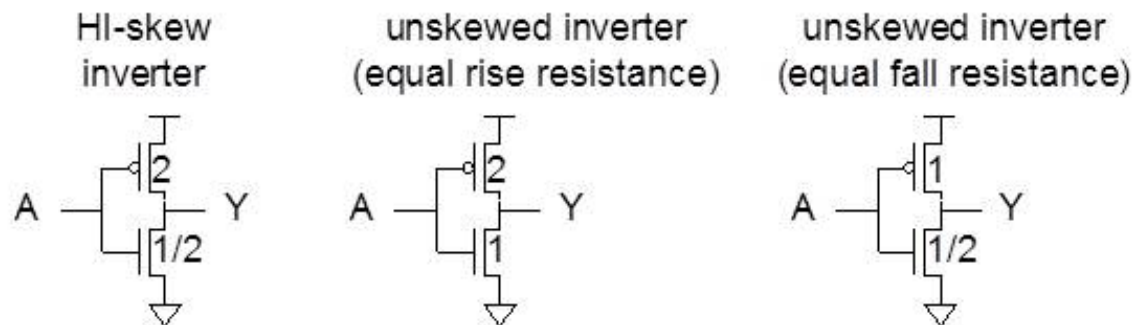 HI-skew
inverter
unskewed inverter
(equal rise resistance)
unskewed inverter
(equal fall resistance)
2
A
Y
1/2
2
A
Y
1
1
A
Y
1/2